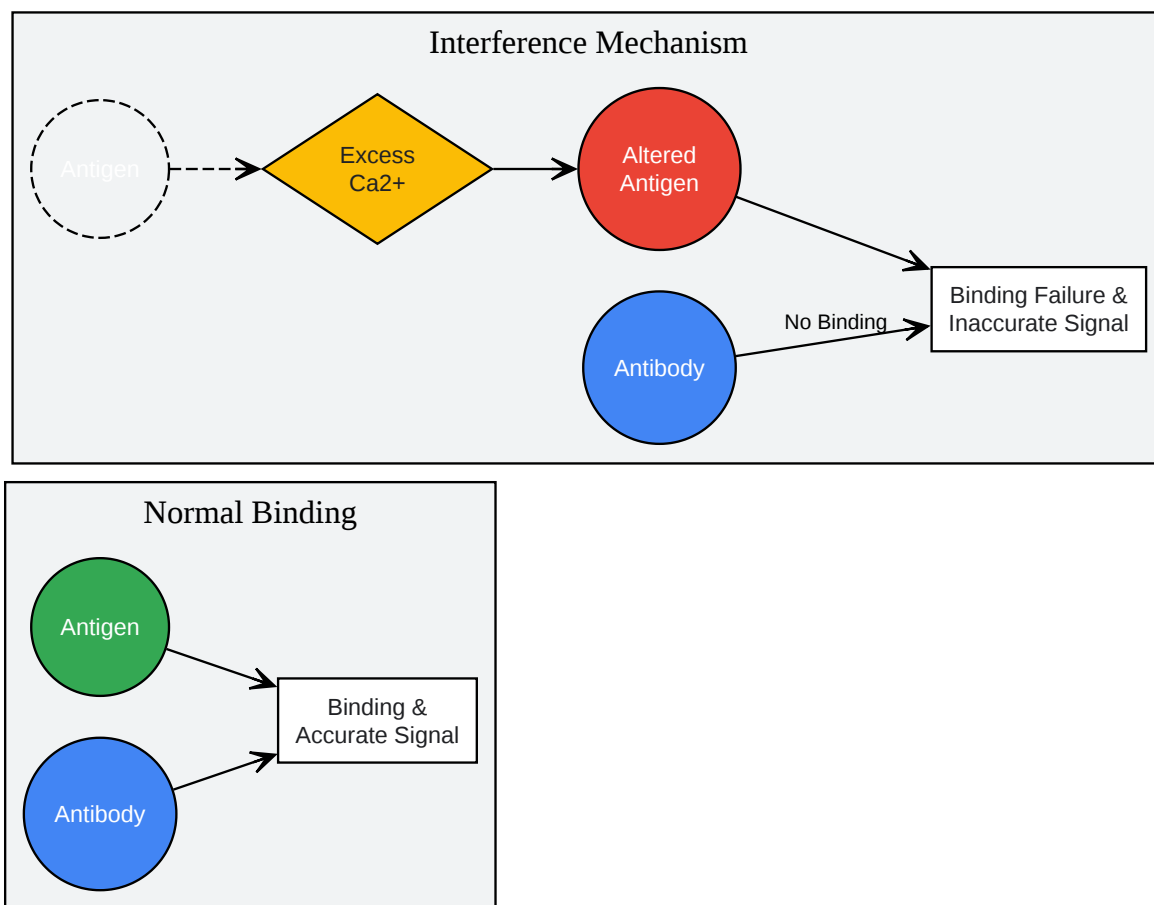 Interference Mechanism
Antigen
Excess
Ca2+
Altered
Antigen
Binding Failure &
Inaccurate Signal
No Binding
Antibody
Normal Binding
Antigen
Binding &
Accurate Signal
Antibody